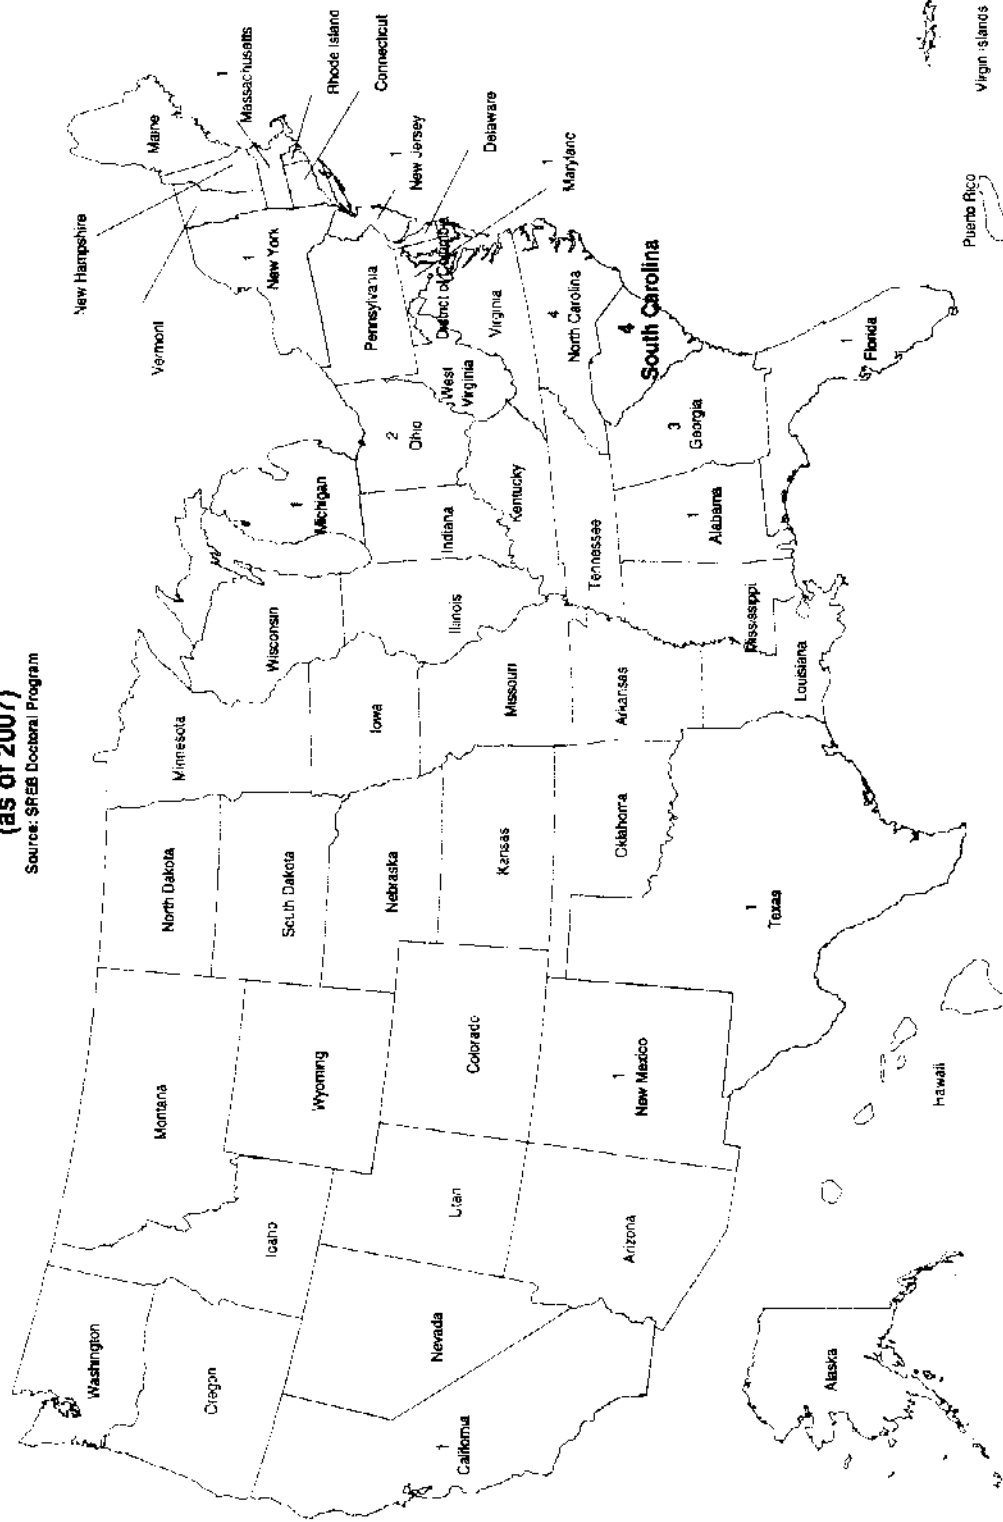 (as of 2007)
Source: SREB Doctoral Program
Washington
Oregon
1
California
Nevada
Idaho
Montana
Wyoming
Utah
Arizona
Colorado
1
New Mexico
North Dakota
South Dakota
Nebraska
Kansas
Oklahoma
1
Texas
Minnesota
Iowa
Missouri
Arkansas
Louisiana
Wisconsin
Illinois
Mississippi
1
Michigan
Indiana
Kentucky
Tennessee
1
Alabama
2
Ohio
West
Virginia
3
Georgia
1
Florida
4
South Carolina
4
North Carolina
Virginia
District of Columbia
Pennsylvania
1
New York
Vermont
New Hampshire
Maine
1
Massachusetts
Rhode Island
Connecticut
1
New Jersey
Delaware
1
Maryland
Alaska
Hawaii
Puerto Rico
Virgin Islands